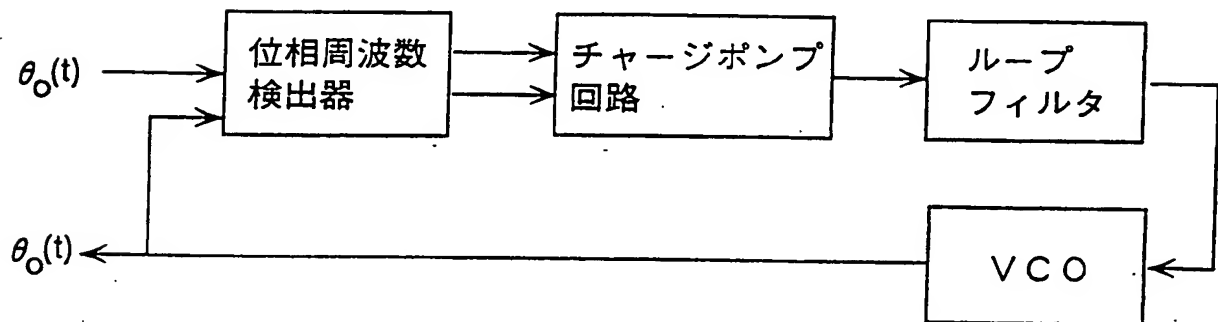 θo(t)
位相周波数
検出器
チャージポンプ
回路
ループ
フィルタ
θo(t)
VCO